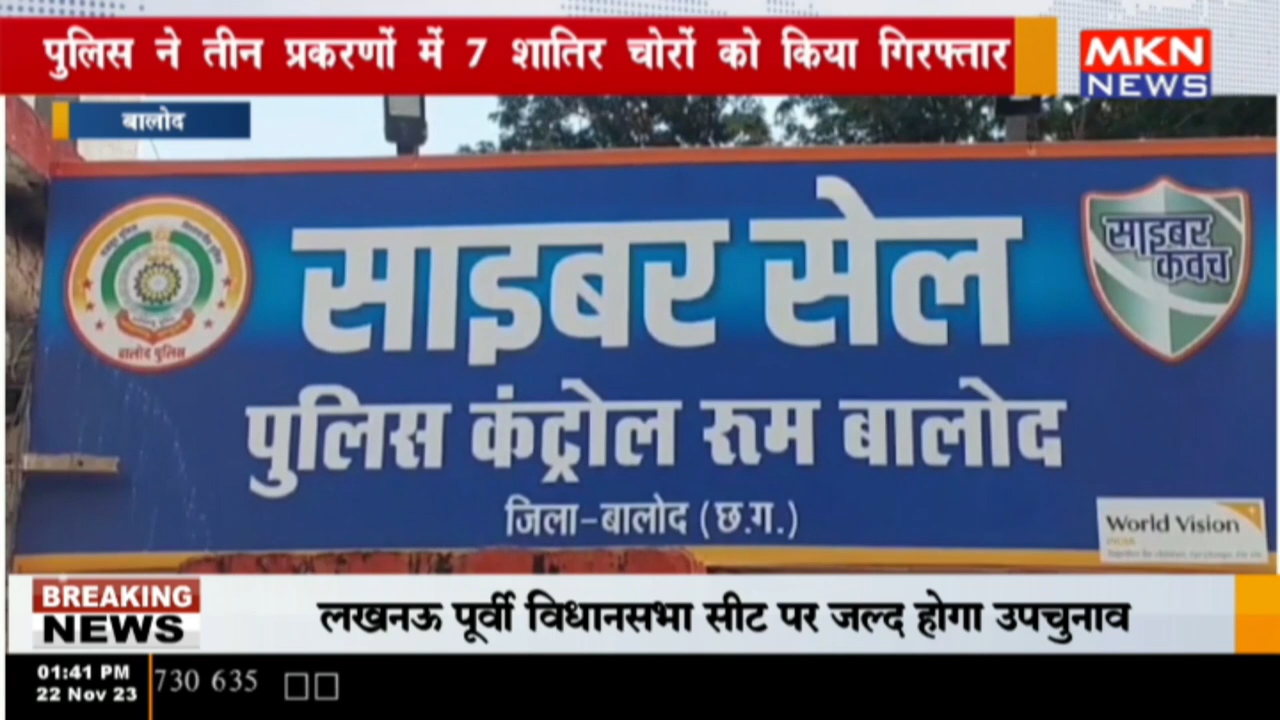 पुलिस ने तीन प्रकरणों में 7 शातिर चोरों को किया गिरफ्तार
MKN
NEWS
बालोद
साइबर सेल
साइबर
कवच
बालोद पुलिस
पुलिस कंट्रोल रूम बालोद
जिला-बालोद (छ.ग.)
World Vision
BREAKING
NEWS
लखनऊ पूर्वी विधानसभा सीट पर जल्द होगा उपचुनाव
01:41 PM
22 Nov 23
730 635